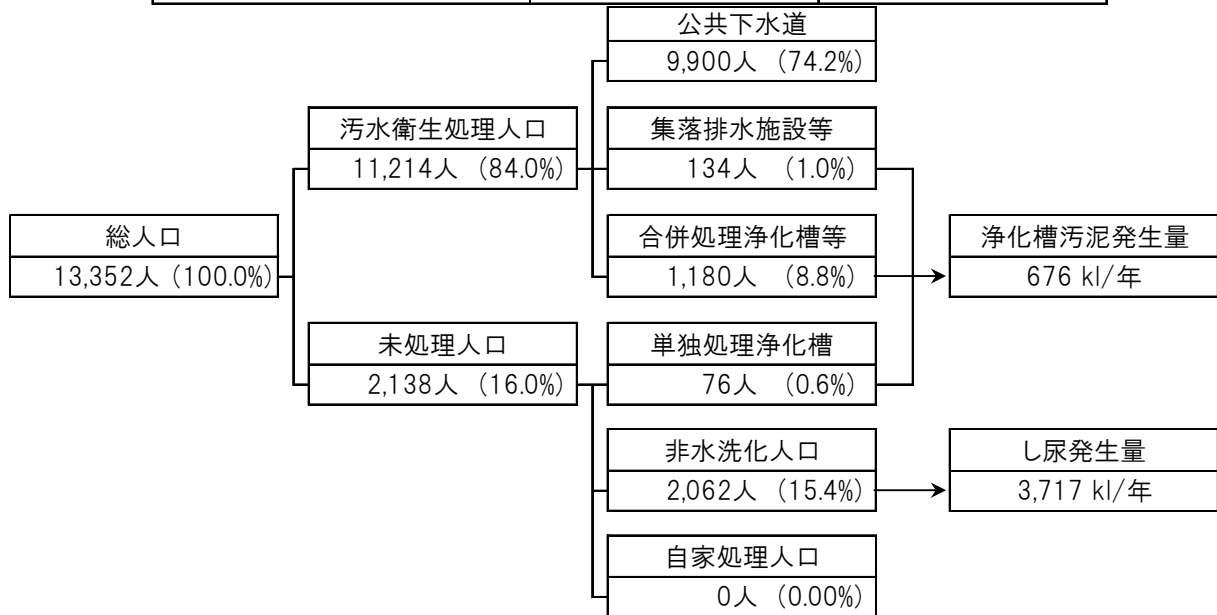 公共下水道
9,900人 (74.2%)
汚水衛生処理人口
11,214人 (84.0%)
集落排水施設等
134人 (1.0%)
総人口
13,352人 (100.0%)
合併処理浄化槽等
1,180人 (8.8%)
浄化槽汚泥発生量
676 kl/年
未処理人口
2,138人 (16.0%)
単独処理浄化槽
76人 (0.6%)
非水洗化人口
2,062人 (15.4%)
し尿発生量
3,717 kl/年
自家処理人口
0人 (0.00%)